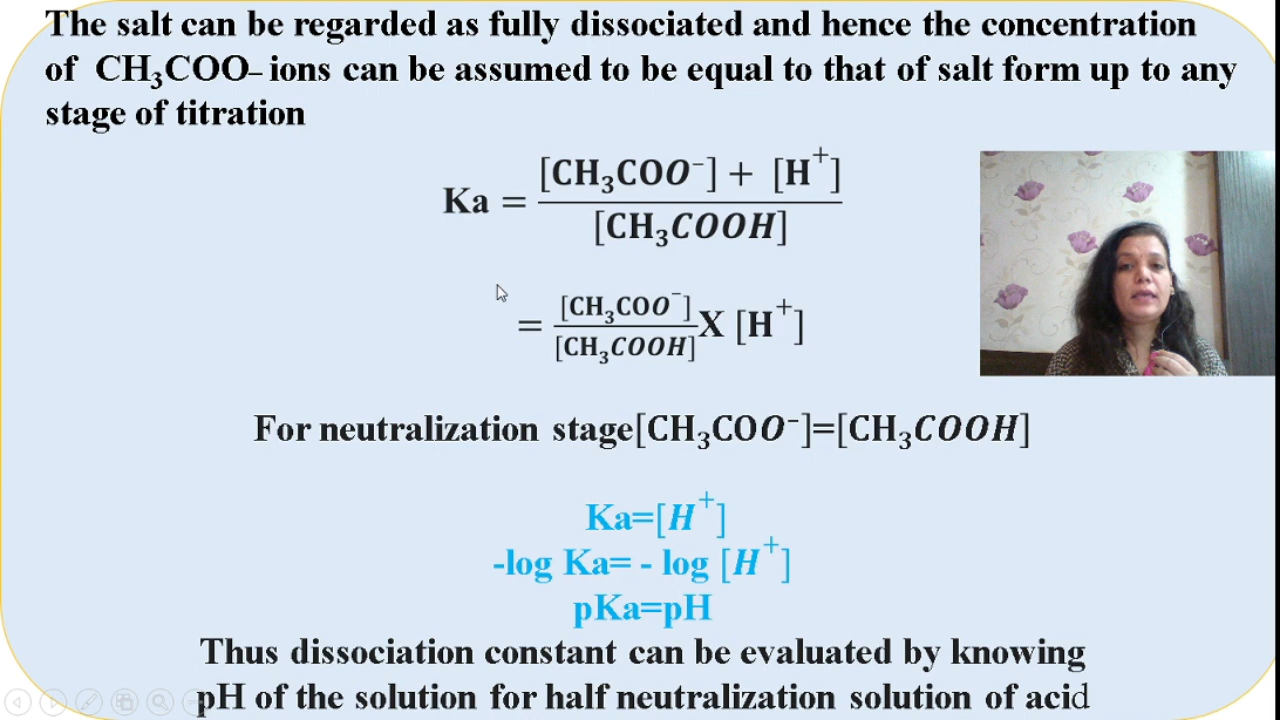 The salt can be regarded as fully dissociated and hence the concentration
of CH₃COO– ions can be assumed to be equal to that of salt form up to any
stage of titration
Ka = [CH₃COO⁻] + [H⁺] / [CH₃COOH]
= [CH₃COO⁻] / [CH₃COOH] X [H⁺]
For neutralization stage[CH₃COO⁻]=[CH₃COOH]
Ka=[H⁺]
-log Ka= - log [H⁺]
pKa=pH
Thus dissociation constant can be evaluated by knowing
pH of the solution for half neutralization solution of acid